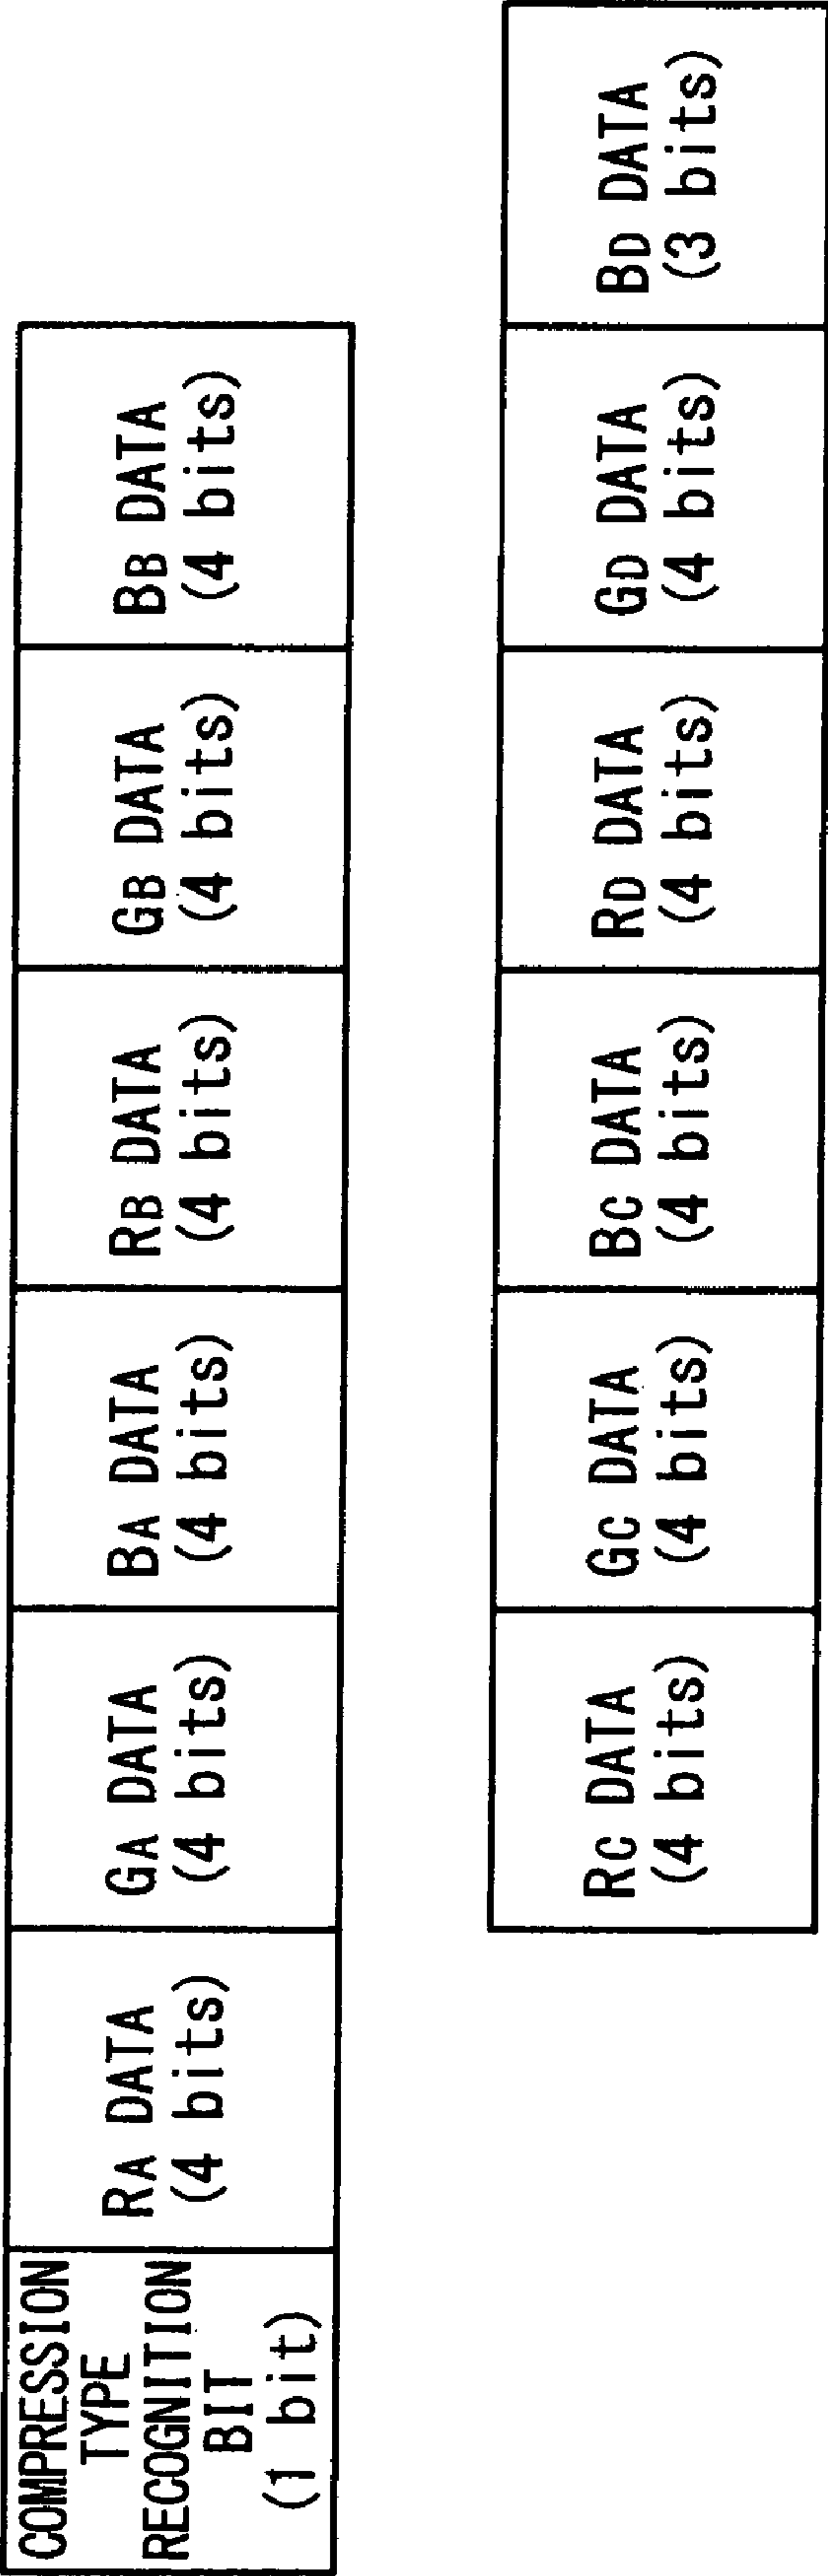 COMPRESSION
TYPE
RECOGNITION
BIT
(1 bit)
RA DATA
(4 bits)
GA DATA
(4 bits)
BA DATA
(4 bits)
RB DATA
(4 bits)
GB DATA
(4 bits)
BB DATA
(4 bits)
RC DATA
(4 bits)
GC DATA
(4 bits)
BC DATA
(4 bits)
RD DATA
(4 bits)
GD DATA
(4 bits)
BD DATA
(3 bits)